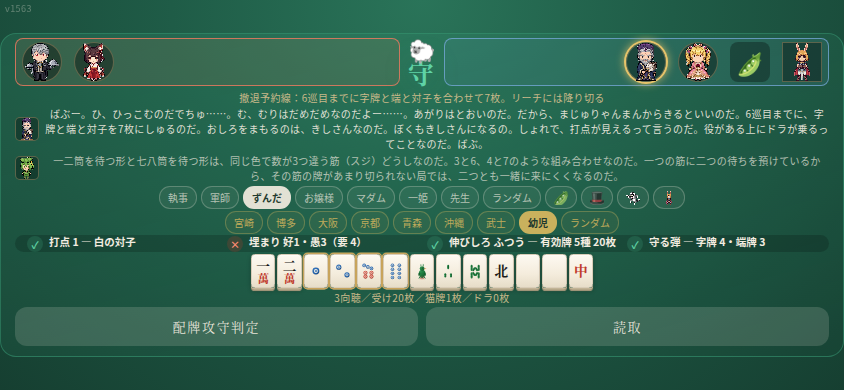 v1563
守
撤退予約線：6巡目までに字牌と端と対子を合わせて7枚。リーチには降り切る
ばぶー。ひ、ひっこむのだでちゅ……。む、むりはだめだめなのだよー……。あがりはとおいのだ。だから、まじゅりゃんまんからきるといいのだ。6巡目までに、字
牌と端と対子を7枚にしゅるのだ。おしろをまもるのは、きしさんなのだ。ぼくもきしさんになるの。しょれで、打点が見えるって言うのだ。役がある上にドラが乗るっ
てことなのだ。ばぶ。
一二筒を待つ形と七八筒を待つ形は、同じ色で数が3つ違う筋（スジ）どうしなのだ。3と6、4と7のような組み合わせなのだ。一つの筋に二つの待ちを預けているか
ら、その筋の牌があまり切られない局では、二つとも一緒に来にくくなるのだ。
執事 軍師 ずんだ お嬢様 マダム 一姫 先生 ランダム
宮崎 博多 大阪 京都 青森 沖縄 武士 幼児 ランダム
✓ 打点 1 — 白の対子 ✕ 埋まり 好1・愚3（要 4） ✓ 伸びしろ ふつう — 有効牌 5種 20枚 ✓ 守る弾 — 字牌 4・端牌 3
一萬 二萬 北 中
3向聴／受け20枚／猫牌1枚／ドラ0枚
配牌攻守判定 読取